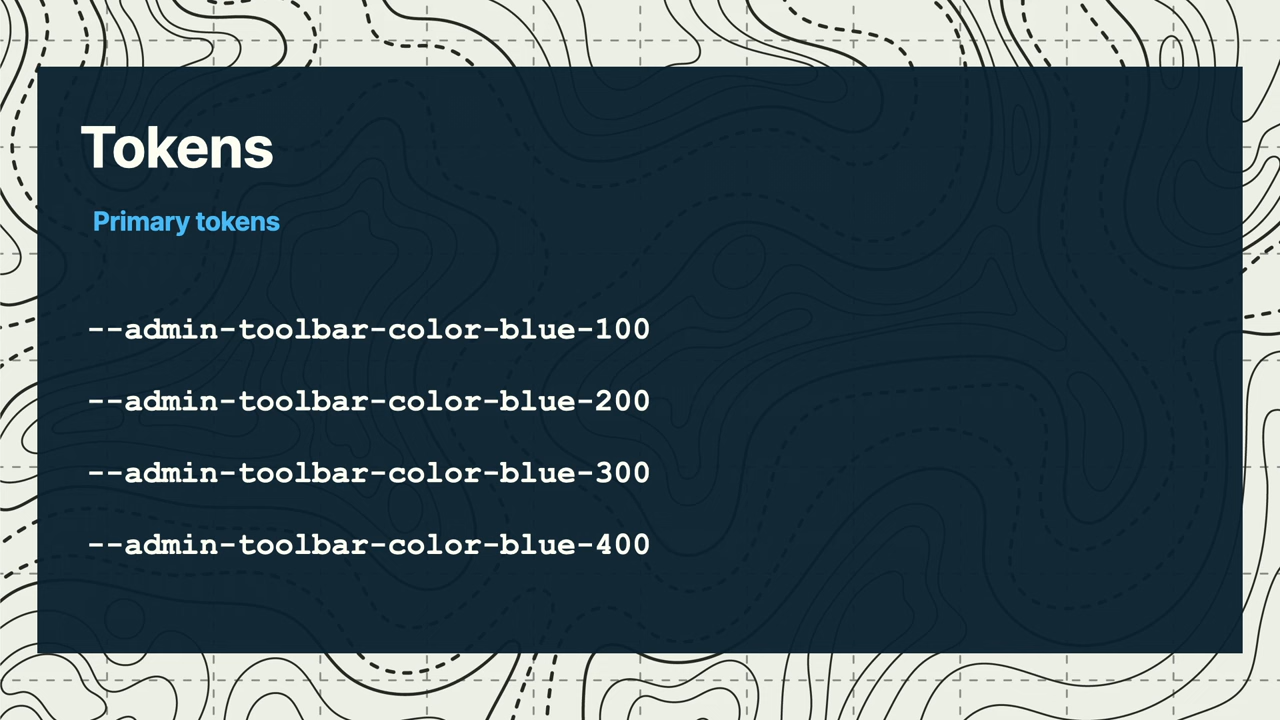 Tokens
Primary tokens
--admin-toolbar-color-blue-100
--admin-toolbar-color-blue-200
--admin-toolbar-color-blue-300
--admin-toolbar-color-blue-400